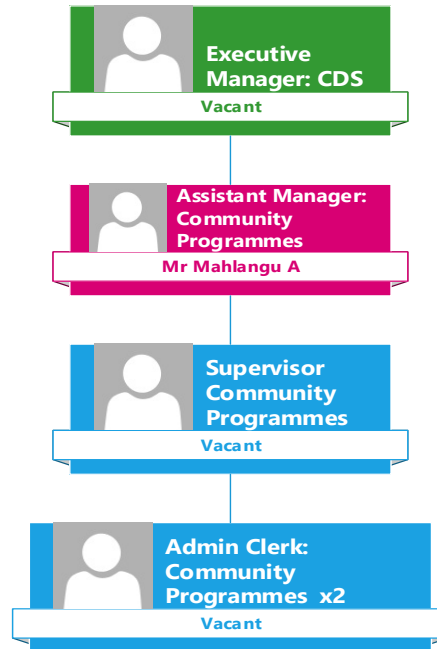 Executive
Manager: CDS
Vacant
Assistant Manager:
Community
Programmes
Mr Mahlangu A
Supervisor
Community
Programmes
Vacant
Admin Clerk:
Community
Programmes x2
Vacant